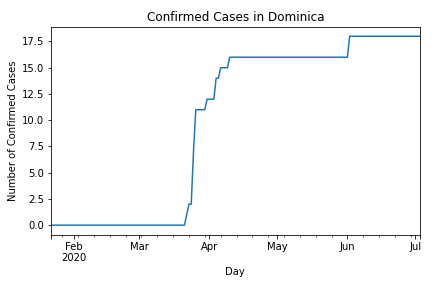 Confirmed Cases in Dominica
Number of Confirmed Cases
17.5
15.0
12.5
10.0
7.5
5.0
2.5
0.0
Feb Mar Apr May Jun Jul
2020
Day